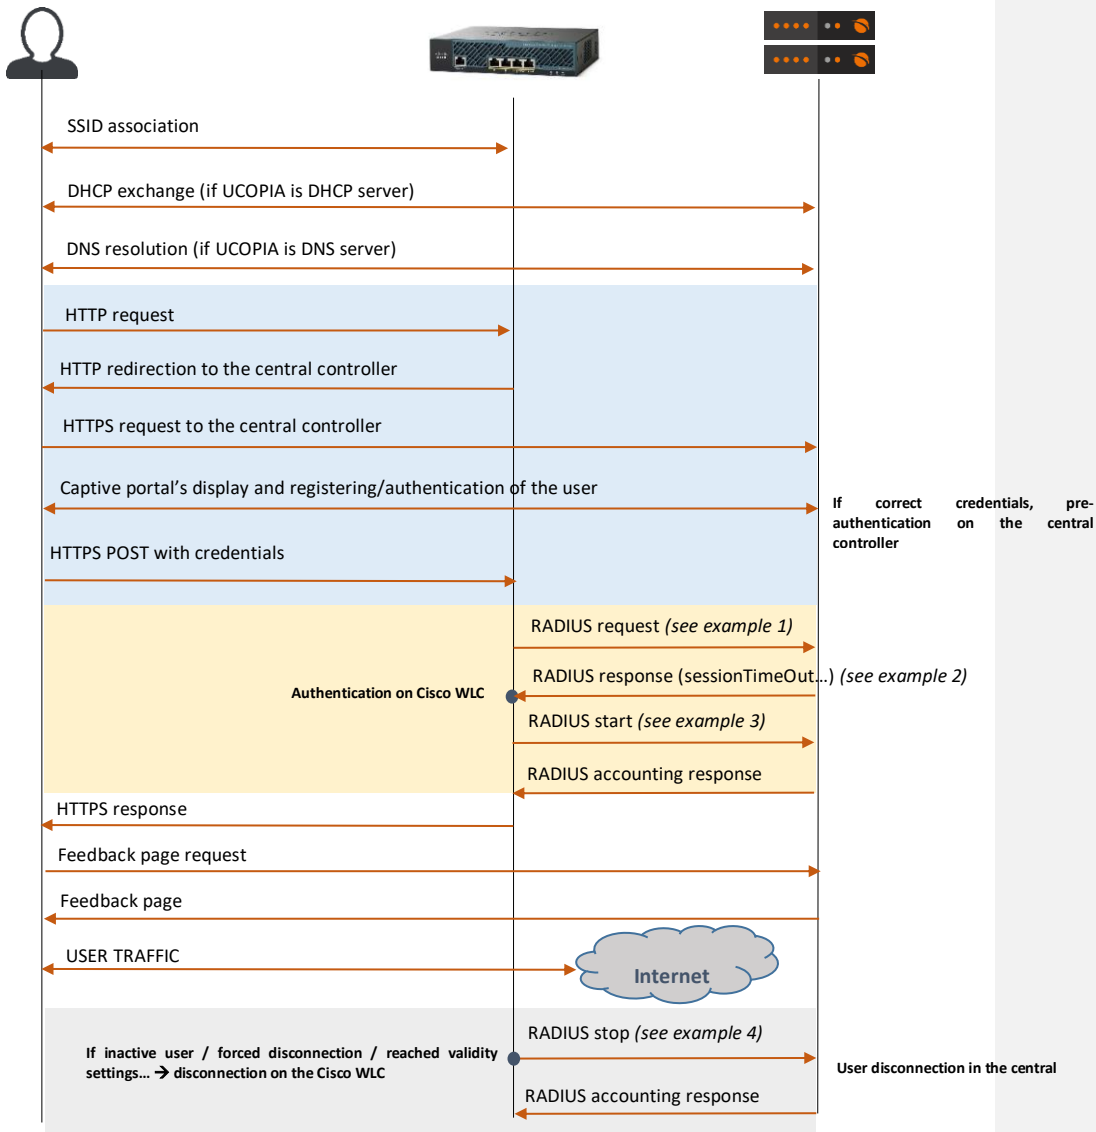 SSID association
DHCP exchange (if UCOPIA is DHCP server)
DNS resolution (if UCOPIA is DNS server)
HTTP request
HTTP redirection to the central controller
HTTPS request to the central controller
Captive portal’s display and registering/authentication of the user
If correct credentials, pre-
authentication on the central
controller
HTTPS POST with credentials
RADIUS request (see example 1)
RADIUS response (sessionTimeOut…) (see example 2)
Authentication on Cisco WLC
RADIUS start (see example 3)
RADIUS accounting response
HTTPS response
Feedback page request
Feedback page
USER TRAFFIC
Internet
RADIUS stop (see example 4)
If inactive user / forced disconnection / reached validity
settings… → disconnection on the Cisco WLC
User disconnection in the central
RADIUS accounting response